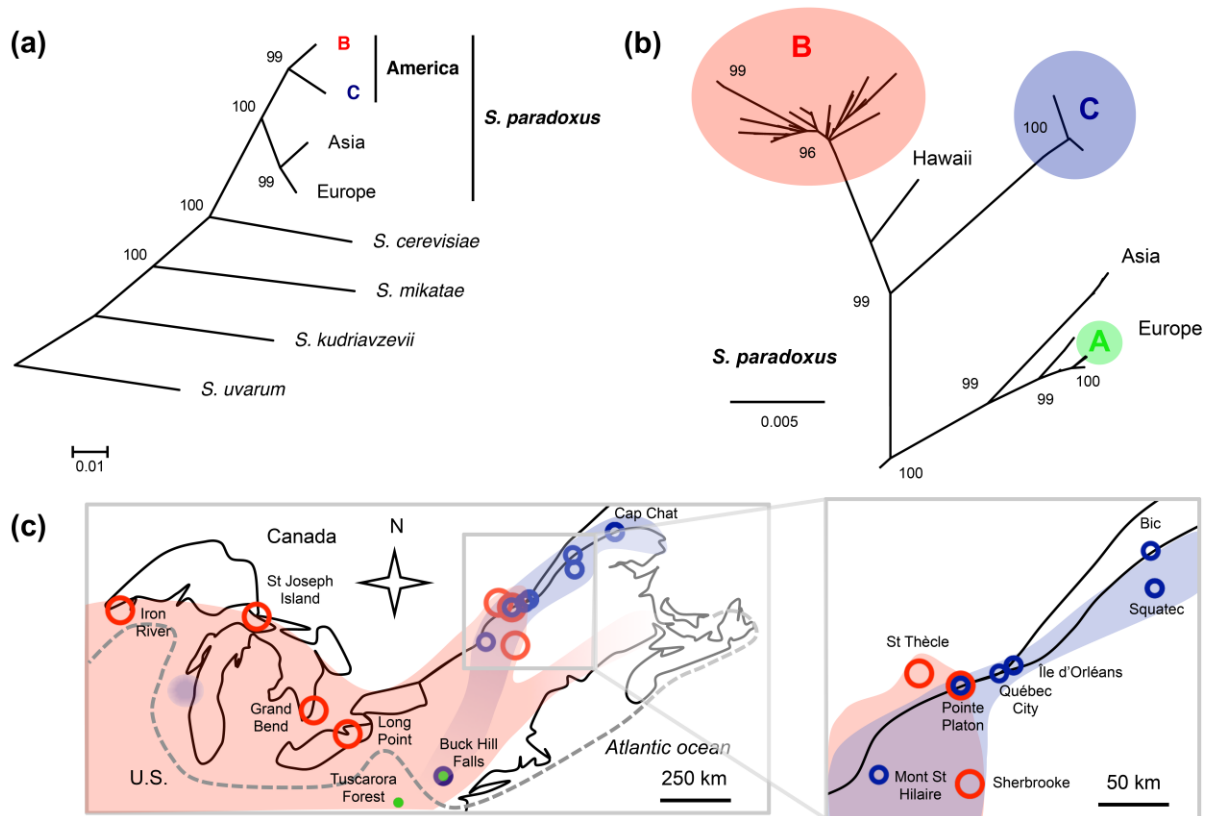 (a)
B
99
C
America
100
Asia
S. paradoxus
99
Europe
100
S. cerevisiae
100
S. mikatae
S. kudriavzevii
S. uvarum
0.01
(b)
B
99
96
Hawaii
C
100
99
Asia
Europe
A
S. paradoxus
99
100
99
0.005
100
(c)
Canada
N
Cap Chat
St Joseph
Island
Iron
River
Grand
Bend
Long
Point
Buck Hill
Falls
Atlantic ocean
U.S.
Tuscarora
Forest
250 km
Bic
Squatec
St Thècle
Île d'Orléans
Québec
City
Pointe
Platon
Mont St
Hilaire
Sherbrooke
50 km